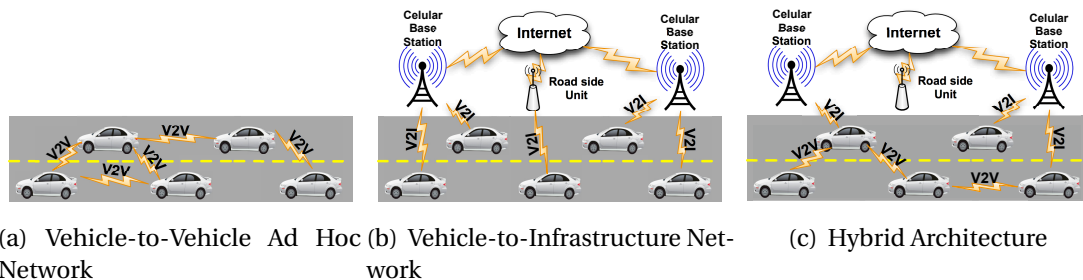 V2V
V2V
V2V
V2V
V2V
(a) Vehicle-to-Vehicle Ad Hoc
Network
Celular
Base
Station
Internet
Celular
Base
Station
Road side
Unit
V2I
V2I
V2I
V2I
V2I
(b) Vehicle-to-Infrastructure Net-
work
Celular
Base
Station
Internet
Celular
Base
Station
Road side
Unit
V2I
V2I
V2I
V2V
V2V
V2V
(c) Hybrid Architecture